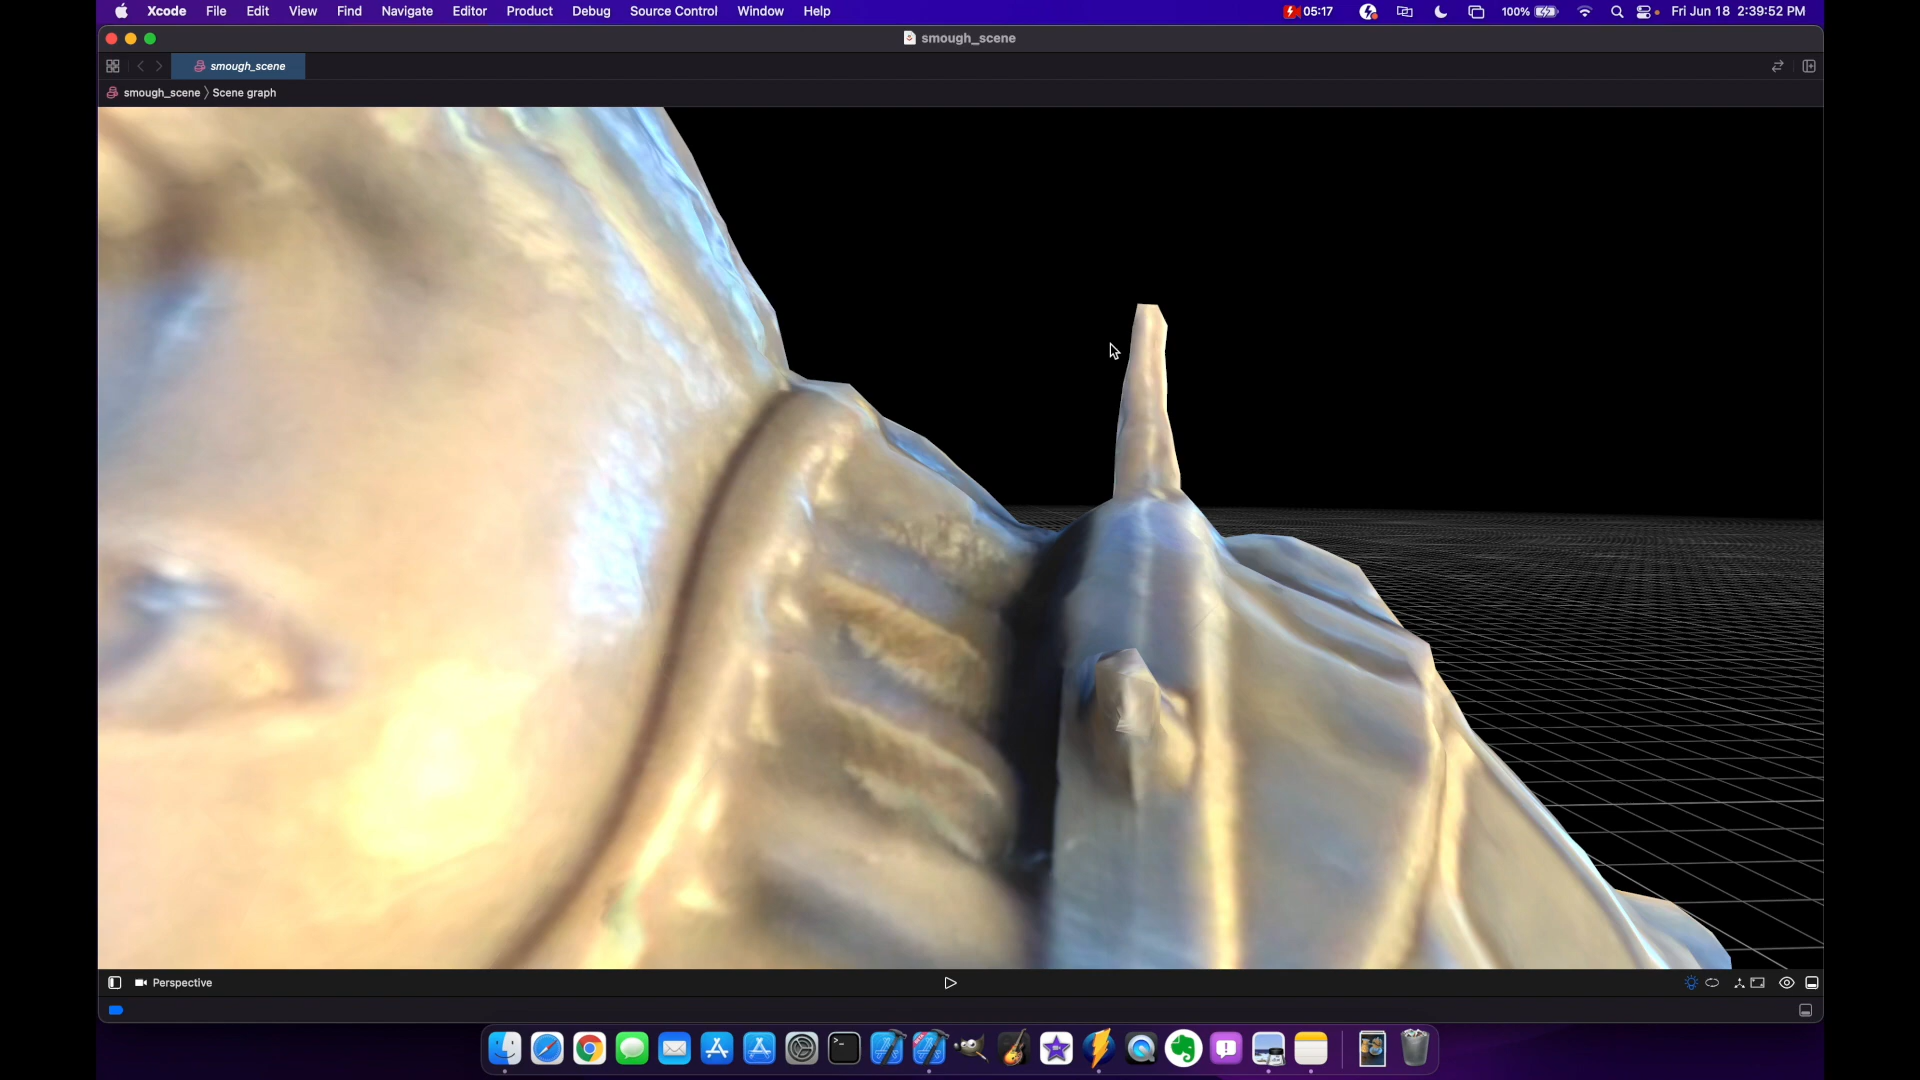 Xcode File Edit View Find Navigate Editor Product Debug Source Control Window Help 05:17 100% Fri Jun 18 2:39:52 PM
smough_scene
smough_scene
smough_scene Scene graph
Perspective